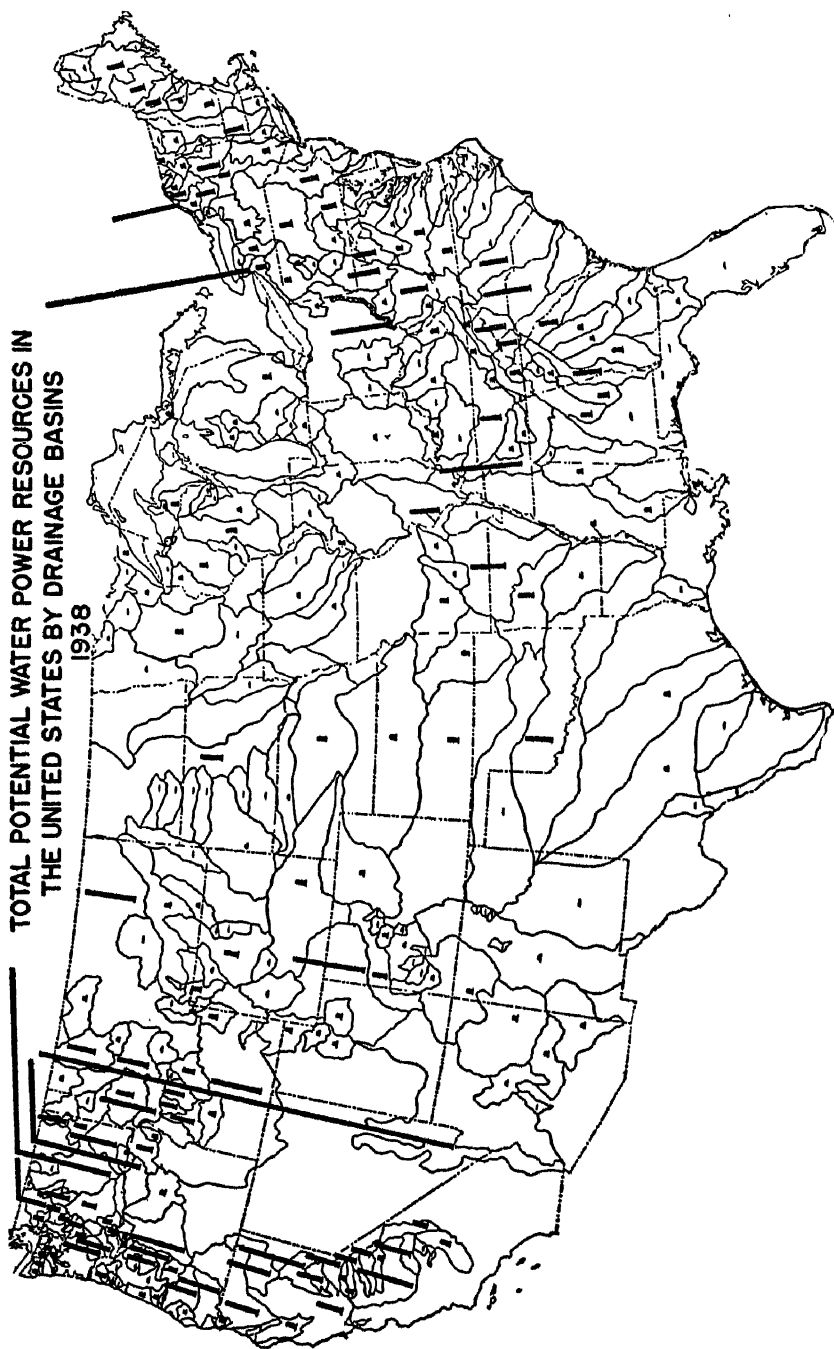 TOTAL POTENTIAL WATER POWER RESOURCES IN
THE UNITED STATES BY DRAINAGE BASINS
1938